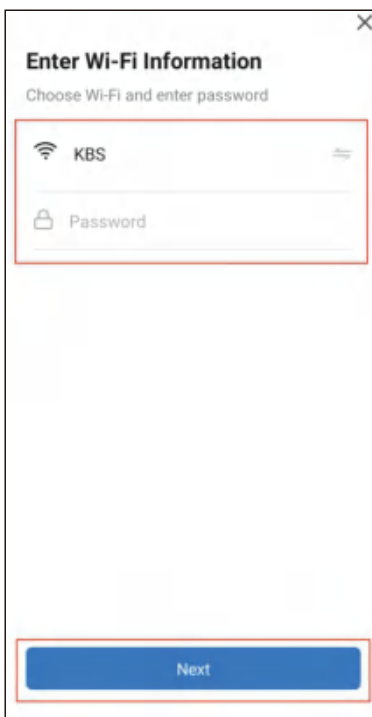 Enter Wi-Fi Information
Choose Wi-Fi and enter password
KBS
Password
Next